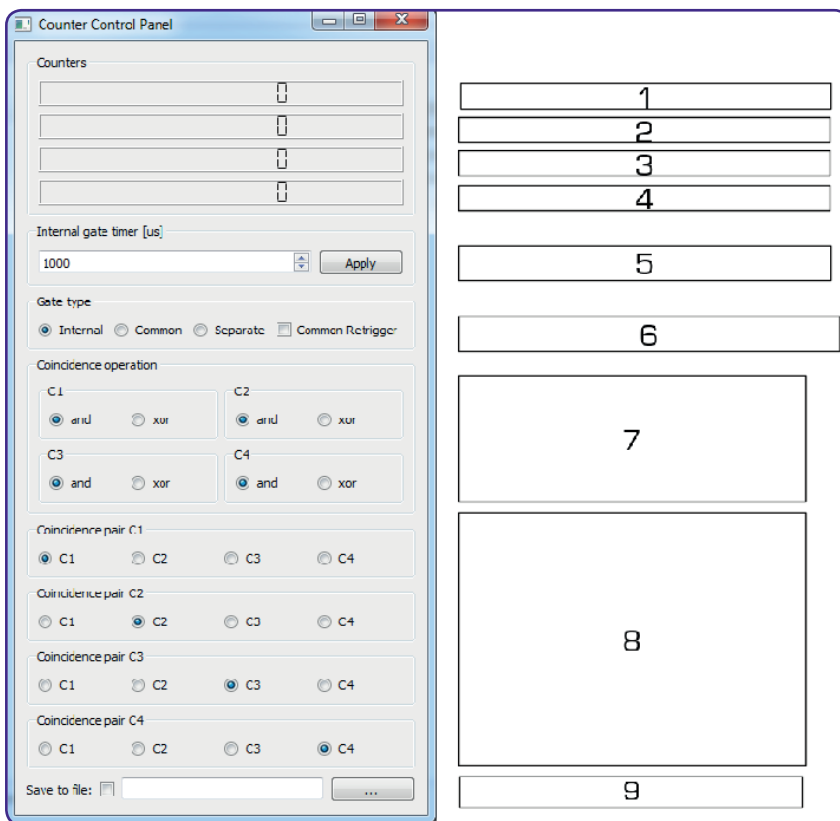 Counter Control Panel
Counters
0
1
0
2
0
3
0
4
Internal gate timer [us]
1000 Apply
5
Gate type
Internal Common Separate Common Retrigger
6
Coincidence operation
C1 C2
and xor and xor
C3 C4
and xor and xor
7
Coincidence pair C1
C1 C2 C3 C4
Coincidence pair C2
C1 C2 C3 C4
Coincidence pair C3
C1 C2 C3 C4
Coincidence pair C4
C1 C2 C3 C4
8
Save to file: ...
9